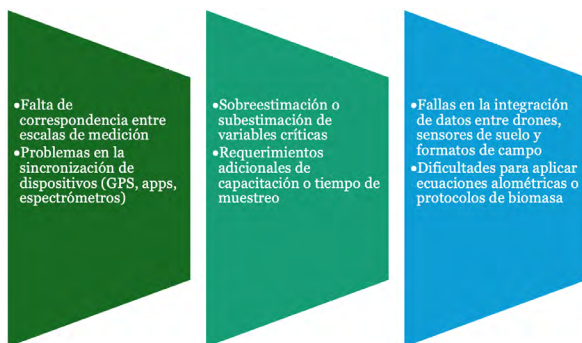 •Falta de
correspondencia entre
escalas de medición
•Problemas en la
sincronización de
dispositivos (GPS, apps,
espectrómetros)
•Sobreestimación o
subestimación de
variables críticas
•Requerimientos
adicionales de
capacitación o tiempo de
muestreo
•Fallas en la integración
de datos entre drones,
sensores de suelo y
formatos de campo
•Dificultades para aplicar
ecuaciones alométricas o
protocolos de biomasa